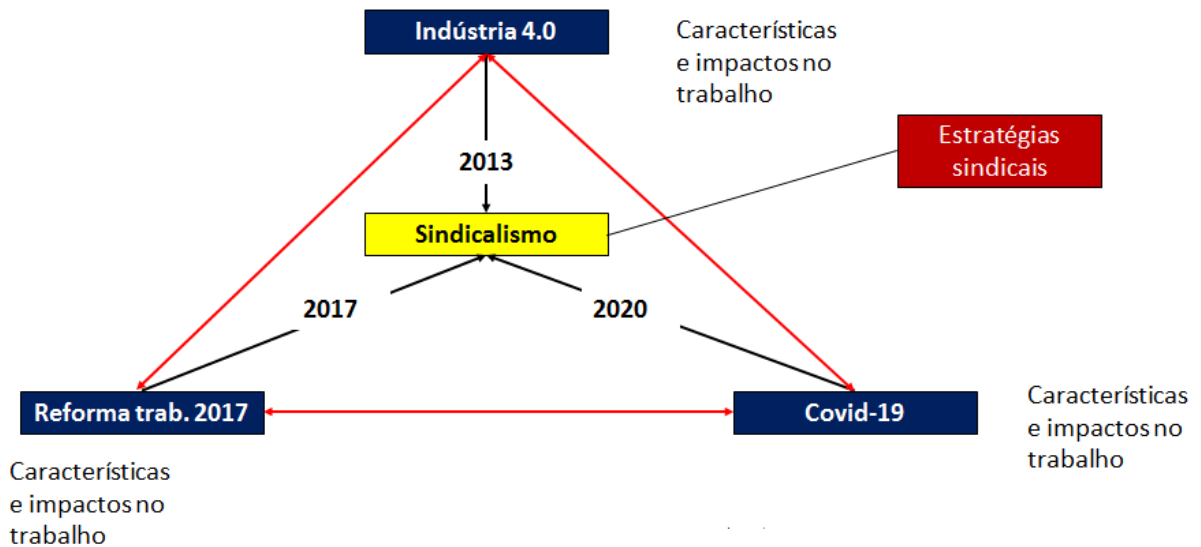 Indústria 4.0
Características
e impactos no
trabalho
Estratégias
sindicais
2013
Sindicalismo
2017
2020
Reforma trab. 2017
Covid-19
Características
e impactos no
trabalho
Características
e impactos no
trabalho